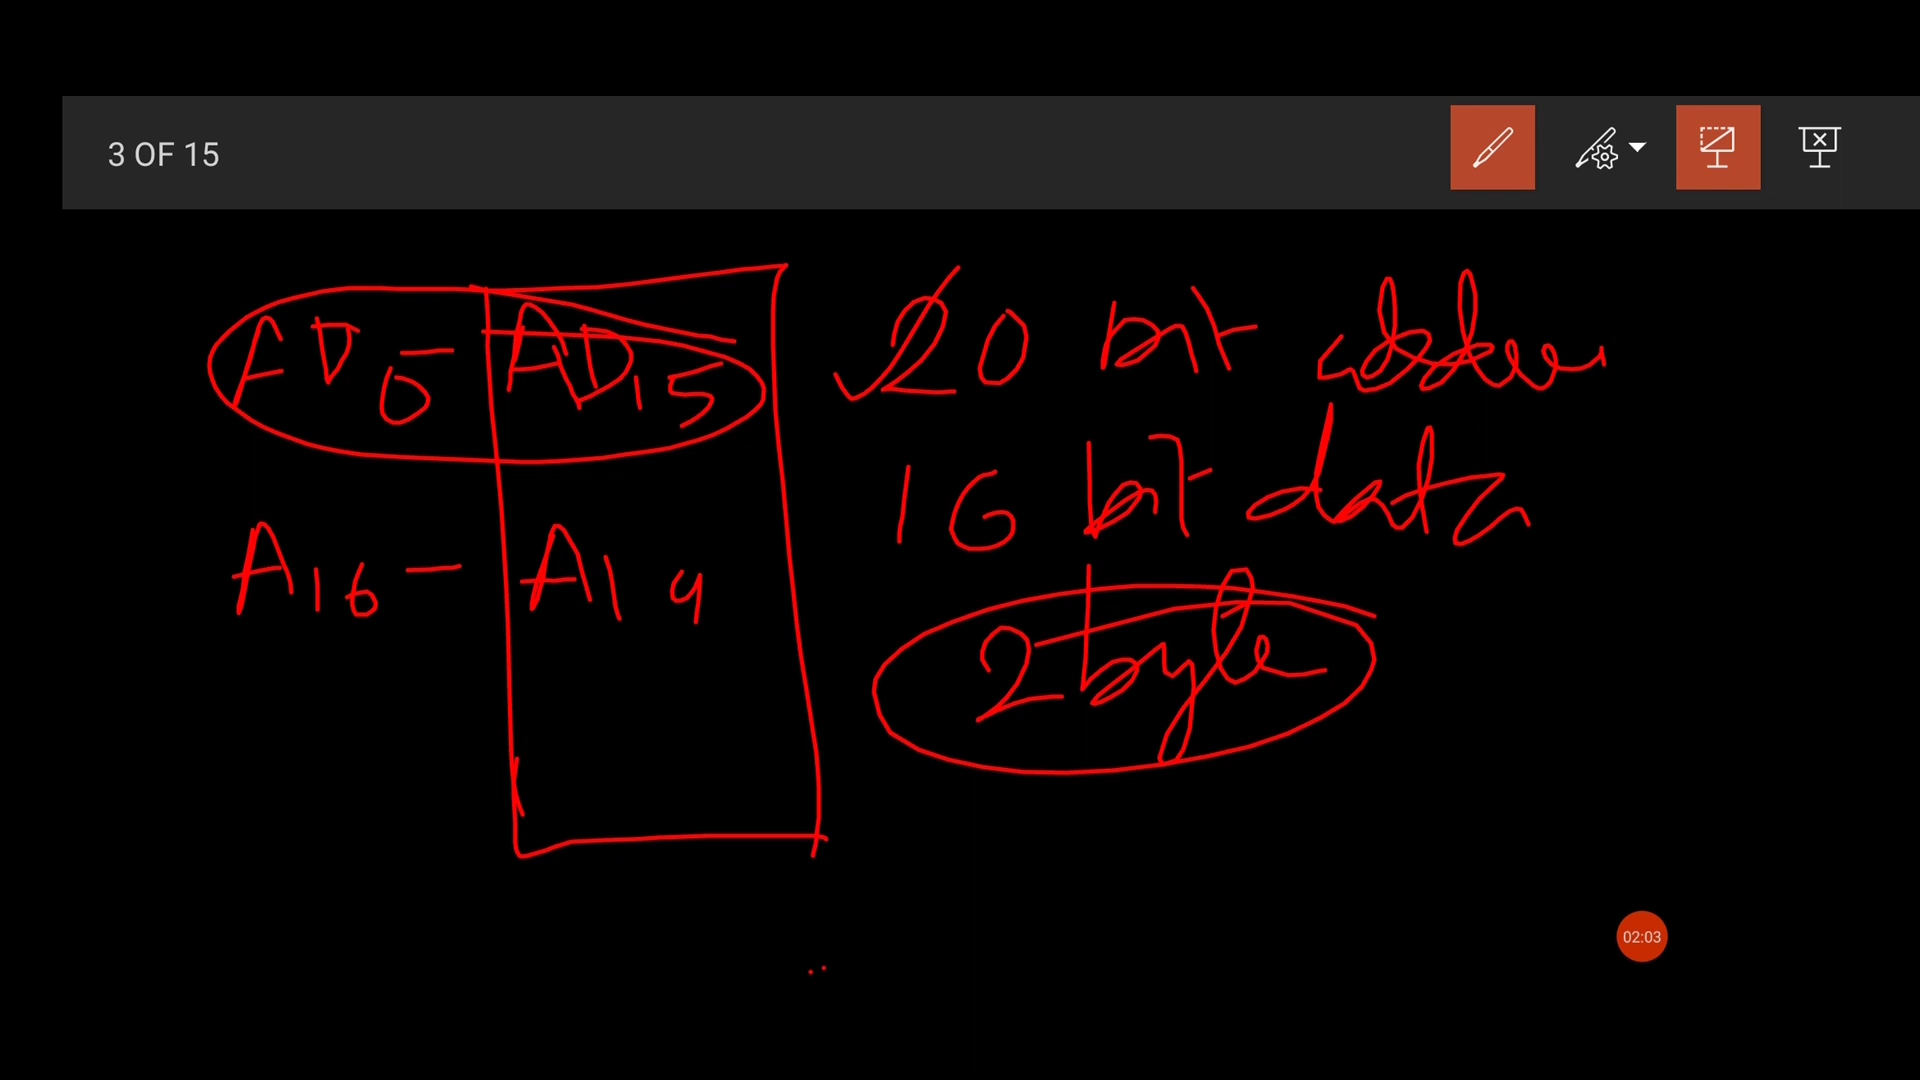 3 OF 15
AD0 - AD15
20 bit address
16 bit data
A16 - A19
2 byte
02:03